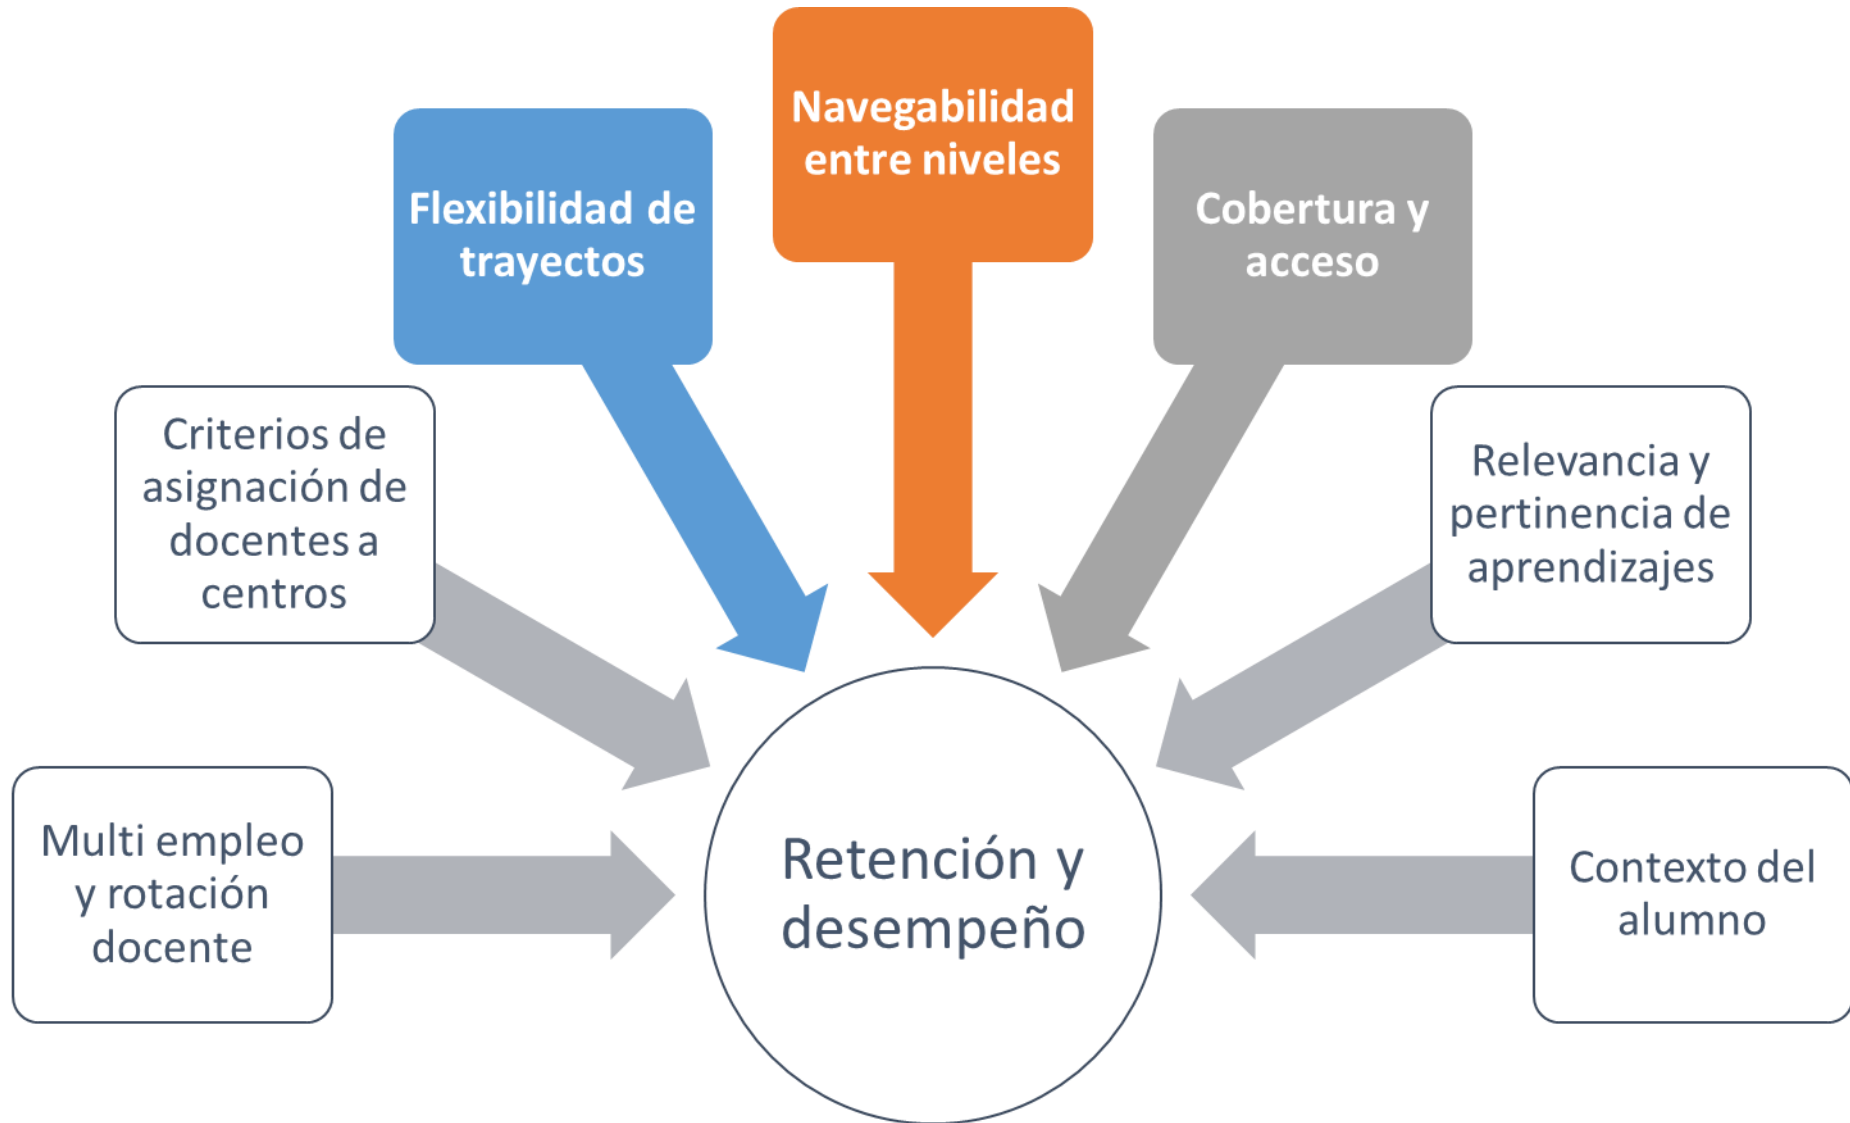 Navegabilidad
entre niveles
Flexibilidad de
trayectos
Cobertura y
acceso
Criterios de
asignación de
docentes a
centros
Relevancia y
pertinencia de
aprendizajes
Multi empleo
y rotación
docente
Retención y
desempeño
Contexto del
alumno